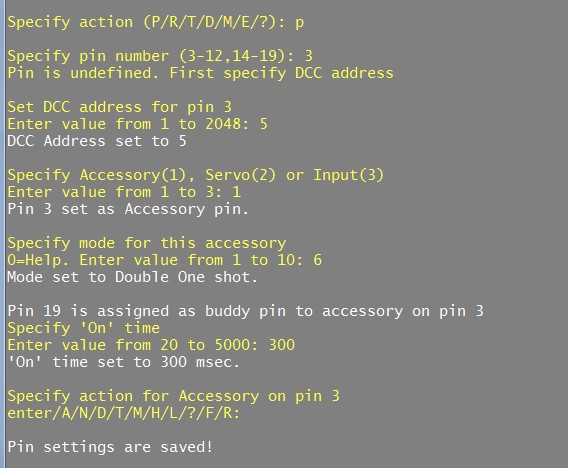 Specify action (P/R/T/D/M/E/?): p
Specify pin number (3-12,14-19): 3
Pin is undefined. First specify DCC address
Set DCC address for pin 3
Enter value from 1 to 2048: 5
DCC Address set to 5
Specify Accessory(1), Servo(2) or Input(3)
Enter value from 1 to 3: 1
Pin 3 set as Accessory pin.
Specify mode for this accessory
0=Help. Enter value from 1 to 10: 6
Mode set to Double One shot.
Pin 19 is assigned as buddy pin to accessory on pin 3
Specify 'On' time
Enter value from 20 to 5000: 300
'On' time set to 300 msec.
Specify action for Accessory on pin 3
enter/A/N/D/T/M/H/L/?/F/R:
Pin settings are saved!